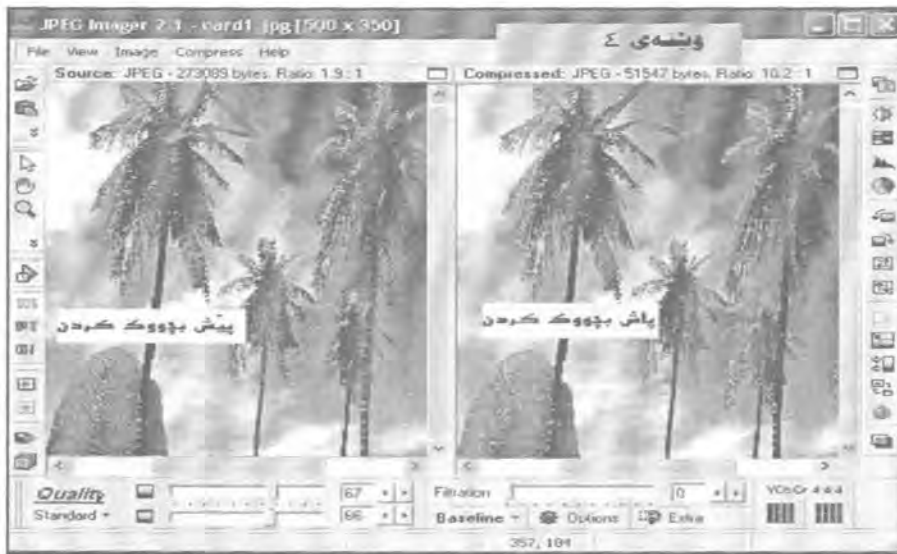 JPEG Imager 2.1 - card1.jpg [500 x 350]
وێنەی ٤
File View Image Compress Help
Source: JPEG - 273089 bytes. Ratio 1.9 : 1
Compressed: JPEG - 51547 bytes. Ratio 10.2 : 1
پێش بچووک کردن
پاش بچووک کردن
Quality 67 Filtration 0 YCbCr 4:4:4
Standard 66 Baseline Options Extra
357, 184